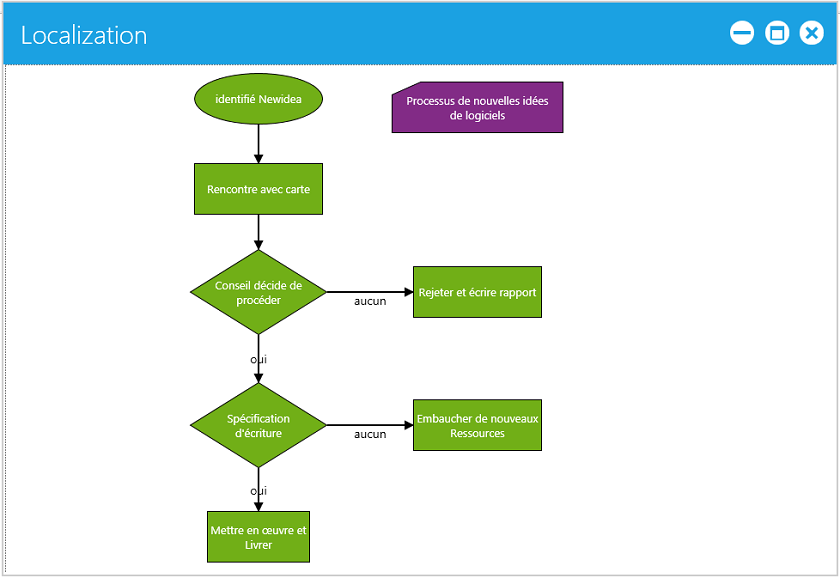 Localization
identifié Newidea
Processus de nouvelles idées
de logiciels
Rencontre avec carte
Conseil décide de
procéder
aucun
Rejeter et écrire rapport
oui
Spécification
d'écriture
aucun
Embaucher de nouveaux
Ressources
oui
Mettre en œuvre et
Livrer